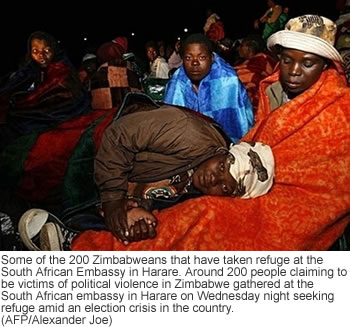 Some of the 200 Zimbabweans that have taken refuge at the
South African Embassy in Harare. Around 200 people claiming to
be victims of political violence in Zimbabwe gathered at the
South African embassy in Harare on Wednesday night seeking
refuge amid an election crisis in the country.
(AFP/Alexander Joe)